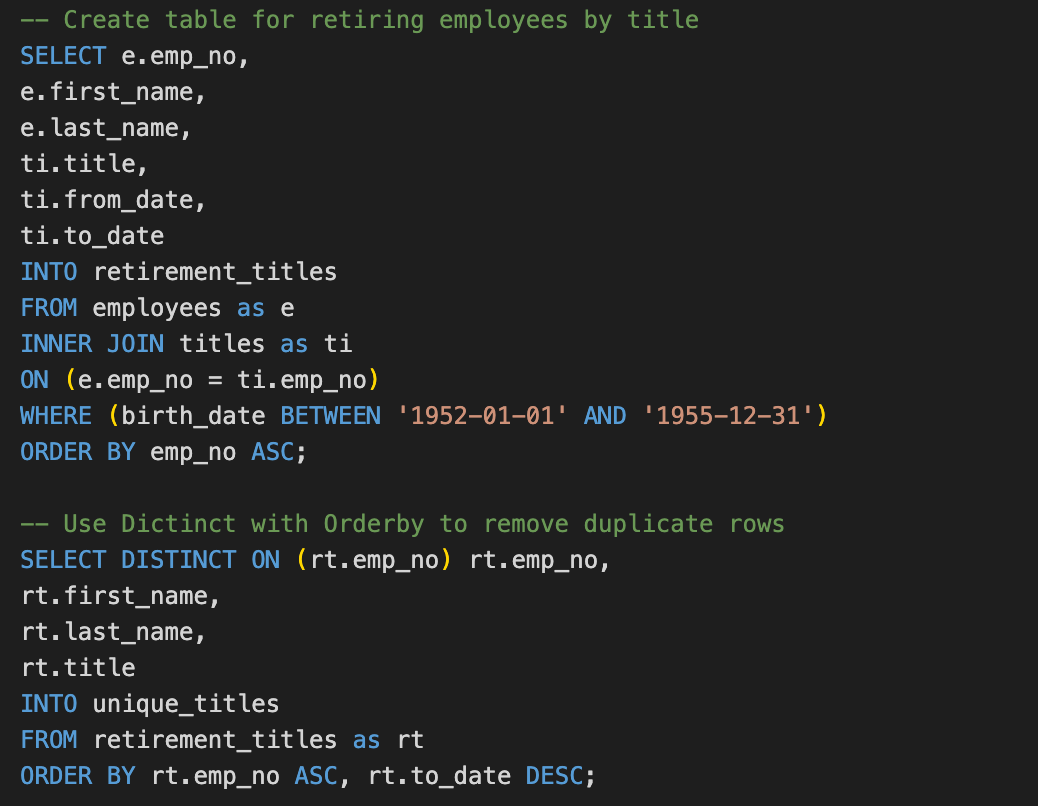 -- Create table for retiring employees by title
SELECT e.emp_no,
e.first_name,
e.last_name,
ti.title,
ti.from_date,
ti.to_date
INTO retirement_titles
FROM employees as e
INNER JOIN titles as ti
ON (e.emp_no = ti.emp_no)
WHERE (birth_date BETWEEN '1952-01-01' AND '1955-12-31')
ORDER BY emp_no ASC;

-- Use Dictinct with Orderby to remove duplicate rows
SELECT DISTINCT ON (rt.emp_no) rt.emp_no,
rt.first_name,
rt.last_name,
rt.title
INTO unique_titles
FROM retirement_titles as rt
ORDER BY rt.emp_no ASC, rt.to_date DESC;